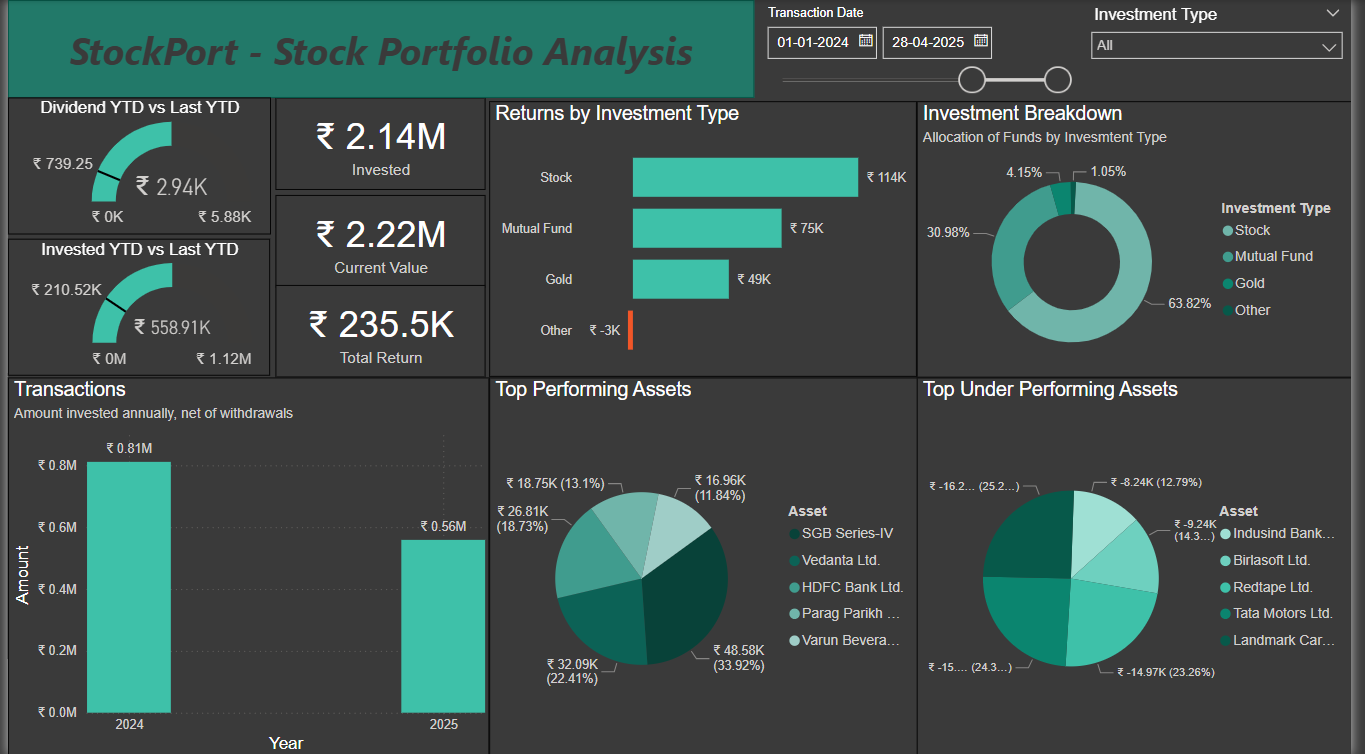 StockPort - Stock Portfolio Analysis
Transaction Date
01-01-2024
28-04-2025
Investment Type
All
Dividend YTD vs Last YTD
₹ 739.25
₹ 2.94K
₹ 0K
₹ 5.88K
Invested YTD vs Last YTD
₹ 210.52K
₹ 558.91K
₹ 0M
₹ 1.12M
₹ 2.14M
Invested
₹ 2.22M
Current Value
₹ 235.5K
Total Return
Returns by Investment Type
Stock
₹ 114K
Mutual Fund
₹ 75K
Gold
₹ 49K
Other
₹ -3K
Investment Breakdown
Allocation of Funds by Invesmtent Type
4.15%
1.05%
30.98%
63.82%
Investment Type
Stock
Mutual Fund
Gold
Other
Transactions
Amount invested annually, net of withdrawals
₹ 0.81M
₹ 0.8M
₹ 0.6M
₹ 0.56M
₹ 0.4M
₹ 0.2M
₹ 0.0M
Amount
2024
2025
Year
Top Performing Assets
₹ 18.75K (13.1%)
₹ 16.96K
(11.84%)
₹ 26.81K
(18.73%)
₹ 32.09K
(22.41%)
₹ 48.58K
(33.92%)
Asset
SGB Series-IV
Vedanta Ltd.
HDFC Bank Ltd.
Parag Parikh …
Varun Bevera…
Top Under Performing Assets
₹ -16.2… (25.2…)
₹ -8.24K (12.79%)
₹ -9.24K
(14.3…)
₹ -15.… (24.3…)
₹ -14.97K (23.26%)
Asset
Indusind Bank…
Birlasoft Ltd.
Redtape Ltd.
Tata Motors Ltd.
Landmark Car…